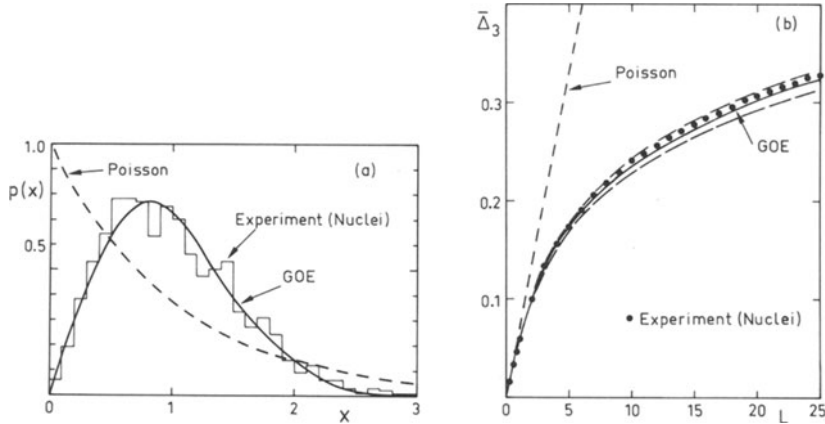 1.0
Poisson
(a)
p(x)
Experiment (Nuclei)
0.5
GOE
0
1
2
3
X
Δ̄₃
(b)
Poisson
0.3
GOE
0.2
0.1
Experiment (Nuclei)
0
5
10
15
20
L
25